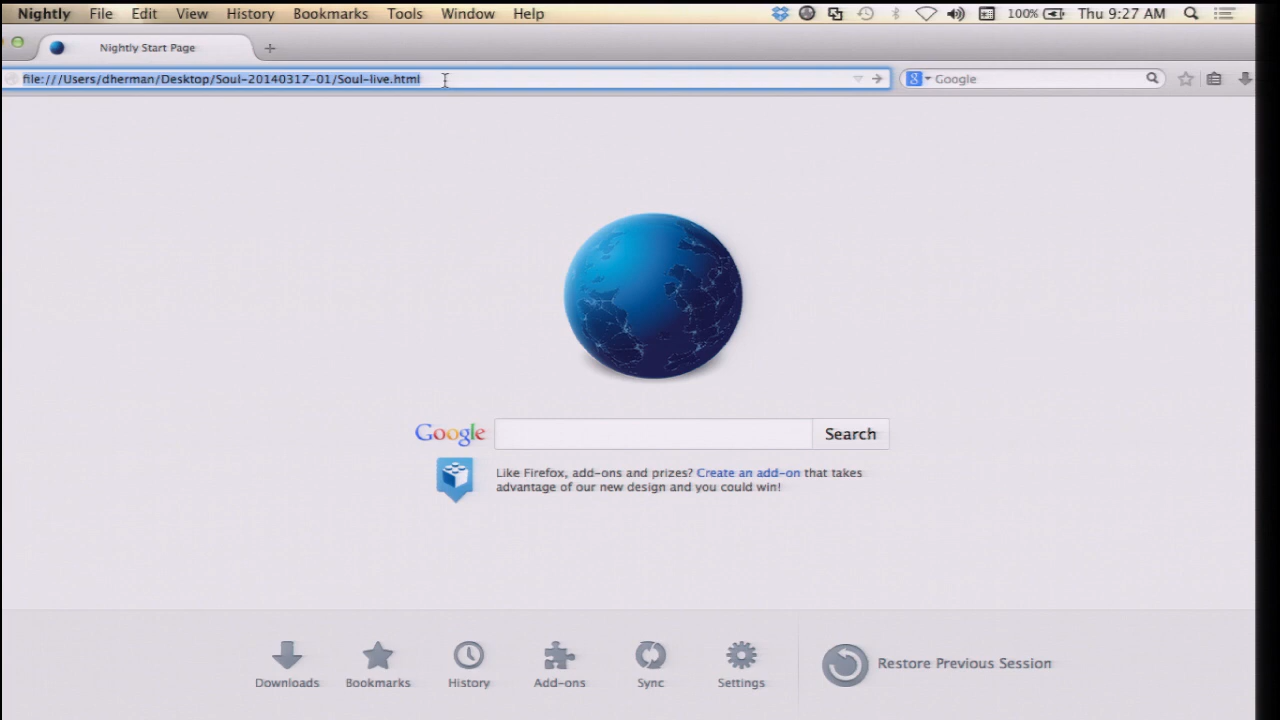 Nightly File Edit View History Bookmarks Tools Window Help 100% Thu 9:27 AM
Nightly Start Page
file:///Users/dherman/Desktop/Soul-20140317-01/Soul-live.html
Google
Google
Search
Like Firefox, add-ons and prizes? Create an add-on that takes
advantage of our new design and you could win!
Downloads Bookmarks History Add-ons Sync Settings Restore Previous Session